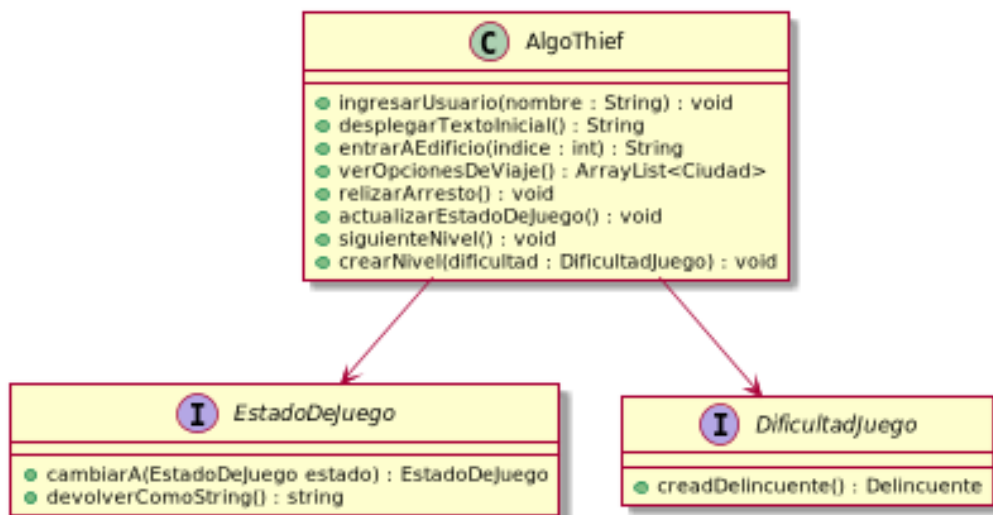 C AlgoThief
ingresarUsuario(nombre : String) : void
desplegarTextoInicial() : String
entrarAEdificio(indice : int) : String
verOpcionesDeViaje() : ArrayList<Ciudad>
relizarArresto() : void
actualizarEstadoDeJuego() : void
siguienteNivel() : void
crearNivel(dificultad : DificultadJuego) : void
I EstadoDeJuego
cambiarA(EstadoDeJuego estado) : EstadoDeJuego
devolverComoString() : string
I DificultadJuego
creadDelincuente() : Delincuente